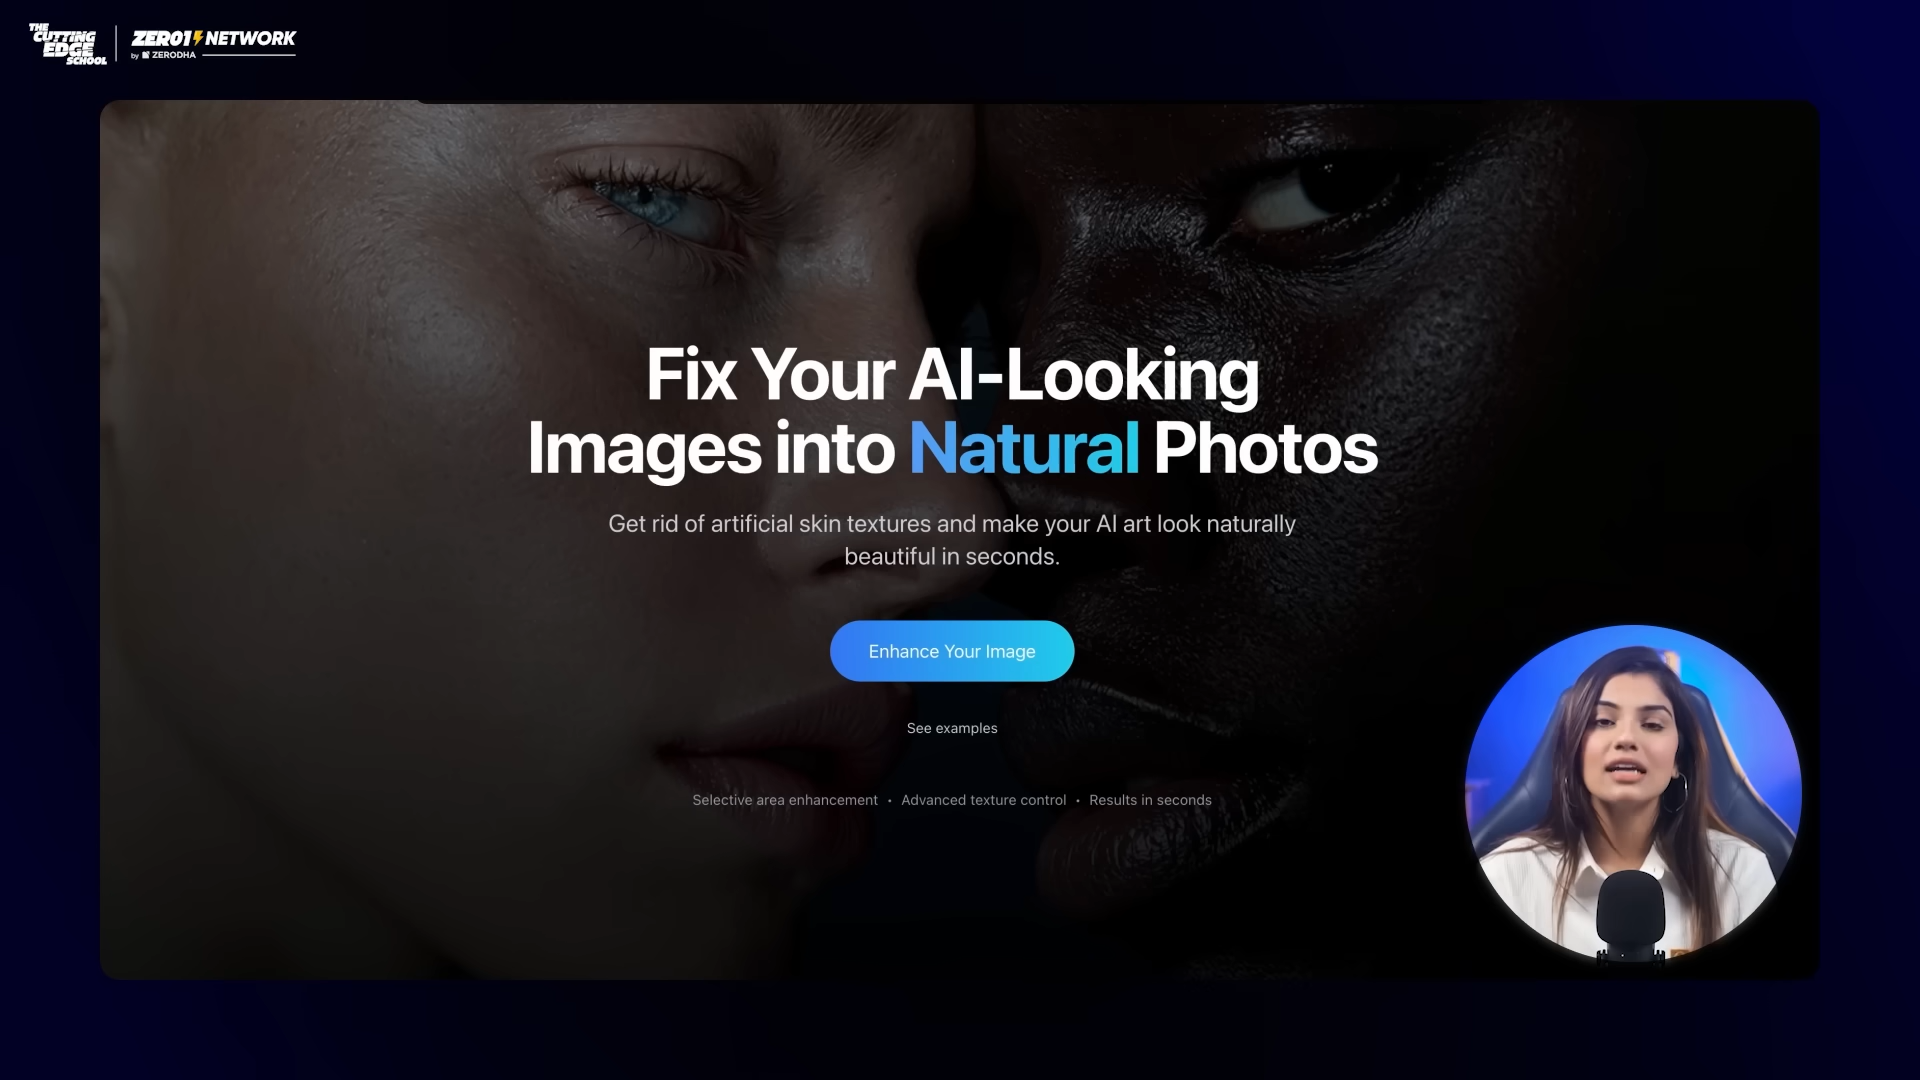 THE
CUTTING
EDGE
SCHOOL
ZERO1 NETWORK
by ZERODHA
Fix Your AI-Looking
Images into Natural Photos
Get rid of artificial skin textures and make your AI art look naturally
beautiful in seconds.
Enhance Your Image
See examples
Selective area enhancement • Advanced texture control • Results in seconds